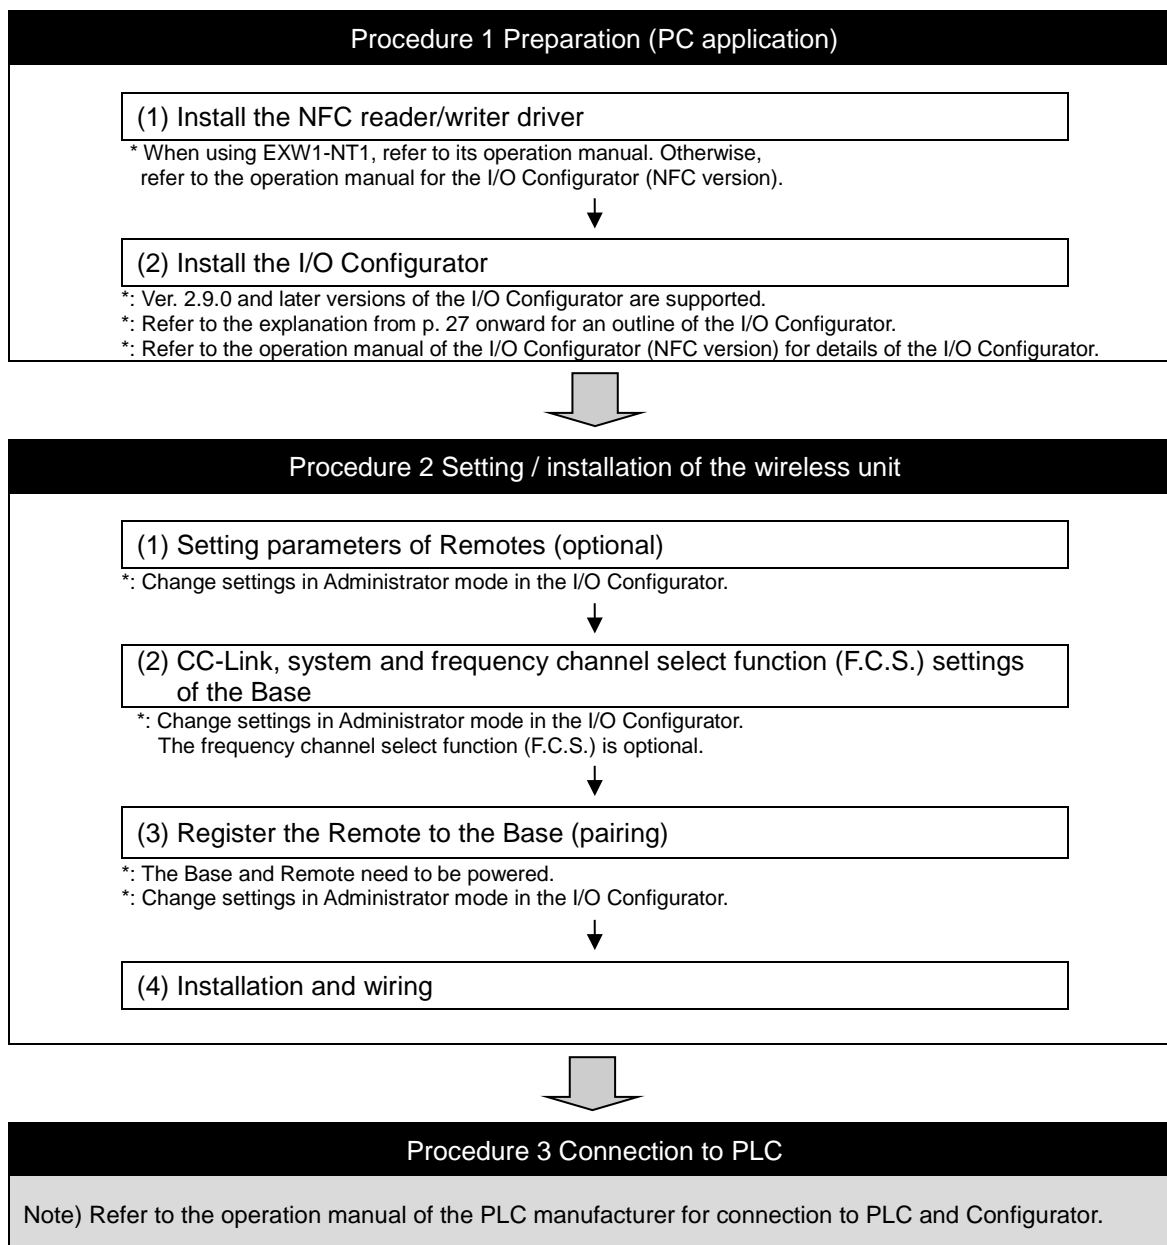 Procedure 1 Preparation (PC application)
(1) Install the NFC reader/writer driver
* When using EXW1-NT1, refer to its operation manual. Otherwise,
refer to the operation manual for the I/O Configurator (NFC version).
(2) Install the I/O Configurator
*: Ver. 2.9.0 and later versions of the I/O Configurator are supported.
*: Refer to the explanation from p. 27 onward for an outline of the I/O Configurator.
*: Refer to the operation manual of the I/O Configurator (NFC version) for details of the I/O Configurator.
Procedure 2 Setting / installation of the wireless unit
(1) Setting parameters of Remotes (optional)
*: Change settings in Administrator mode in the I/O Configurator.
(2) CC-Link, system and frequency channel select function (F.C.S.) settings
of the Base
*: Change settings in Administrator mode in the I/O Configurator.
The frequency channel select function (F.C.S.) is optional.
(3) Register the Remote to the Base (pairing)
*: The Base and Remote need to be powered.
*: Change settings in Administrator mode in the I/O Configurator.
(4) Installation and wiring
Procedure 3 Connection to PLC
Note) Refer to the operation manual of the PLC manufacturer for connection to PLC and Configurator.